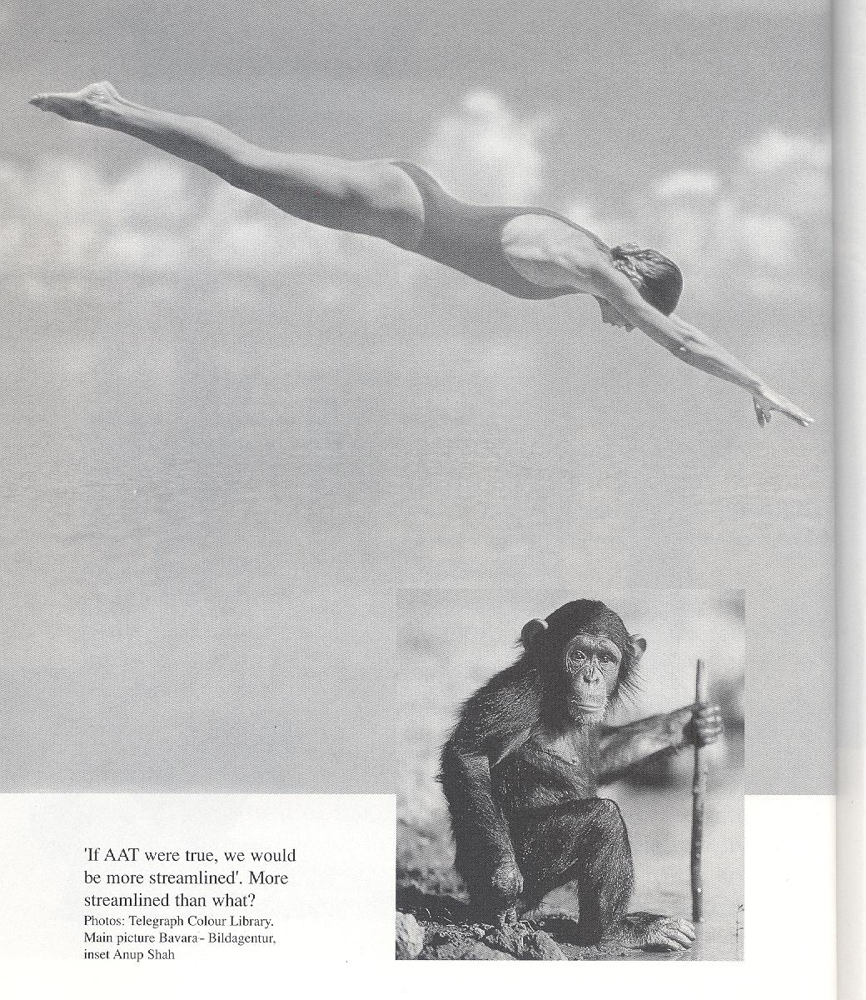 'If AAT were true, we would
be more streamlined'. More
streamlined than what?
Photos: Telegraph Colour Library.
Main picture Bavara- Bildagentur,
inset Anup Shah